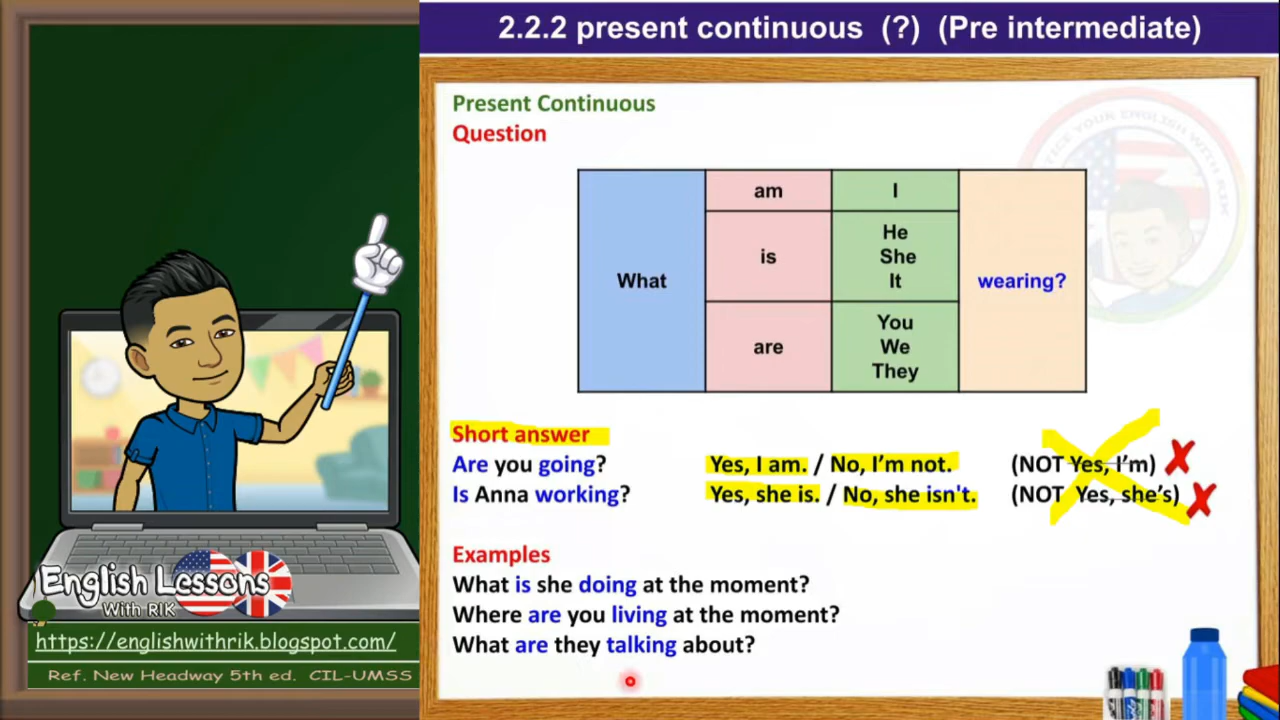 2.2.2 present continuous (?) (Pre intermediate)
Present Continuous
Question
What
am
I
is
He
She
It
are
You
We
They
wearing?
Short answer
Are you going? Yes, I am. / No, I'm not. (NOT Yes, I'm)
Is Anna working? Yes, she is. / No, she isn't. (NOT Yes, she's)
Examples
What is she doing at the moment?
Where are you living at the moment?
What are they talking about?
English Lessons
With RIK
https://englishwithrik.blogspot.com/
Ref. New Headway 5th ed. CIL-UMSS